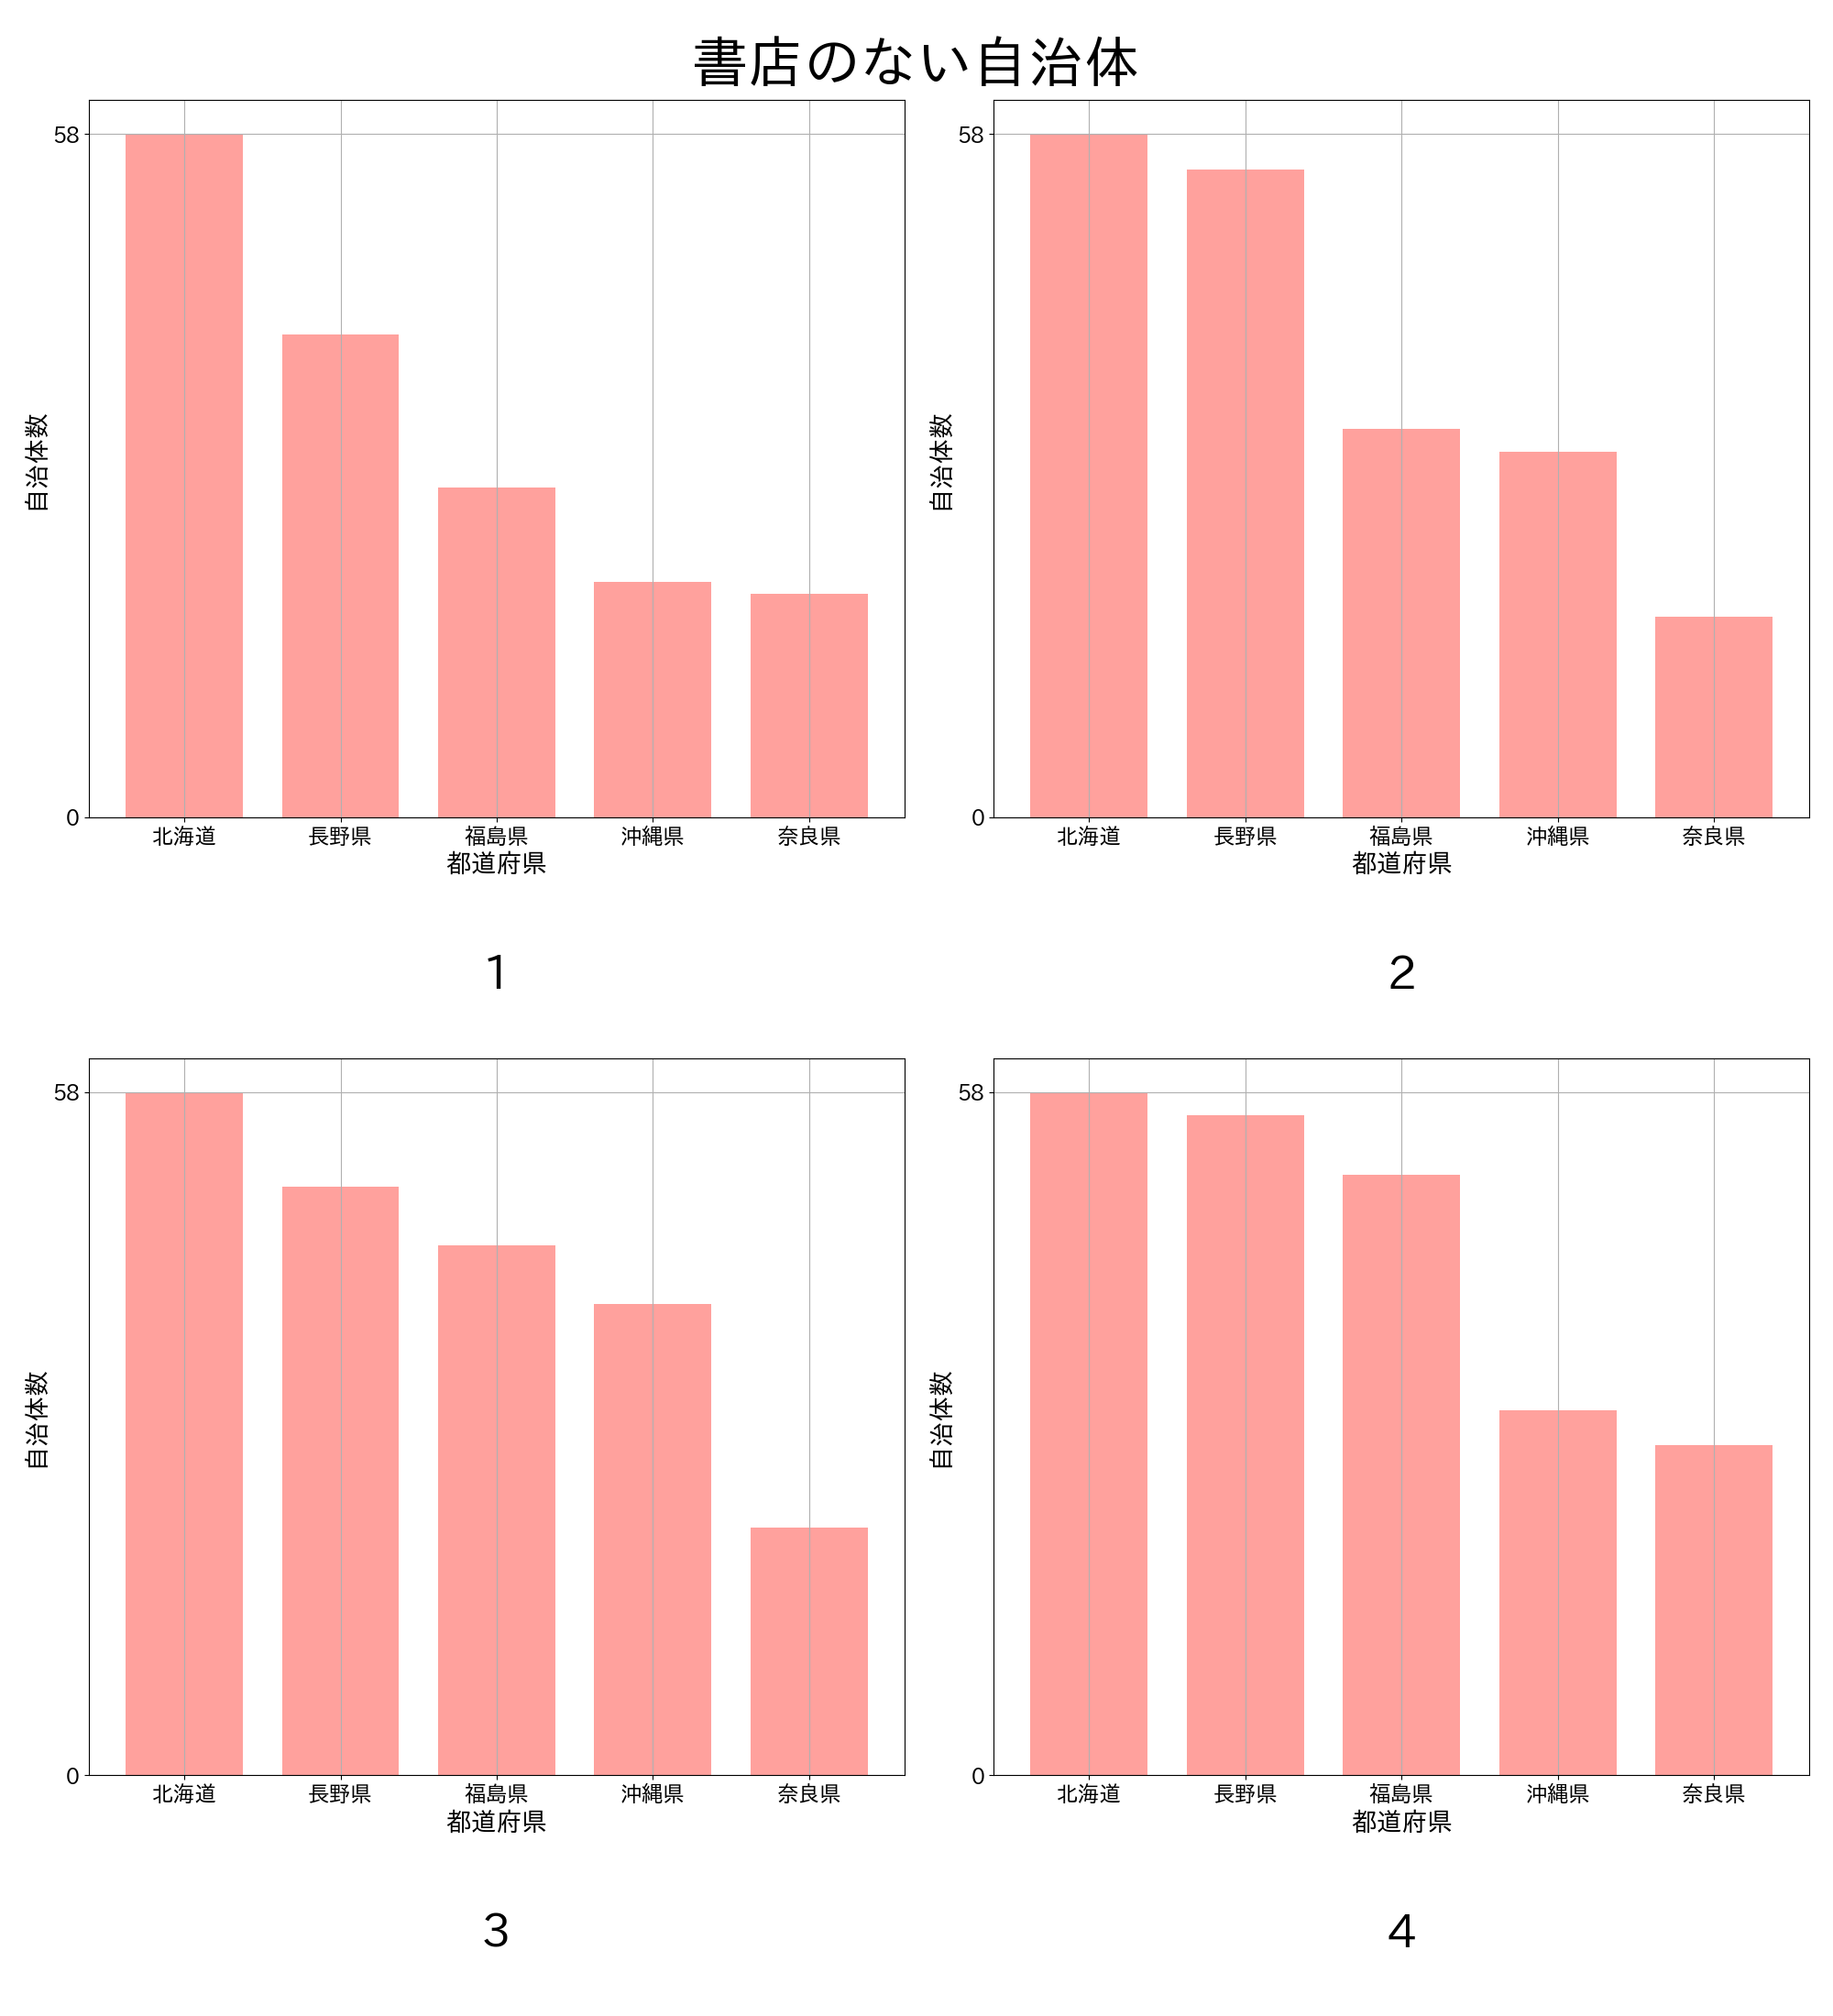 書店のない自治体
58
0
自治体数
北海道 長野県 福島県 沖縄県 奈良県
都道府県
1
58
0
自治体数
北海道 長野県 福島県 沖縄県 奈良県
都道府県
2
58
0
自治体数
北海道 長野県 福島県 沖縄県 奈良県
都道府県
3
58
0
自治体数
北海道 長野県 福島県 沖縄県 奈良県
都道府県
4